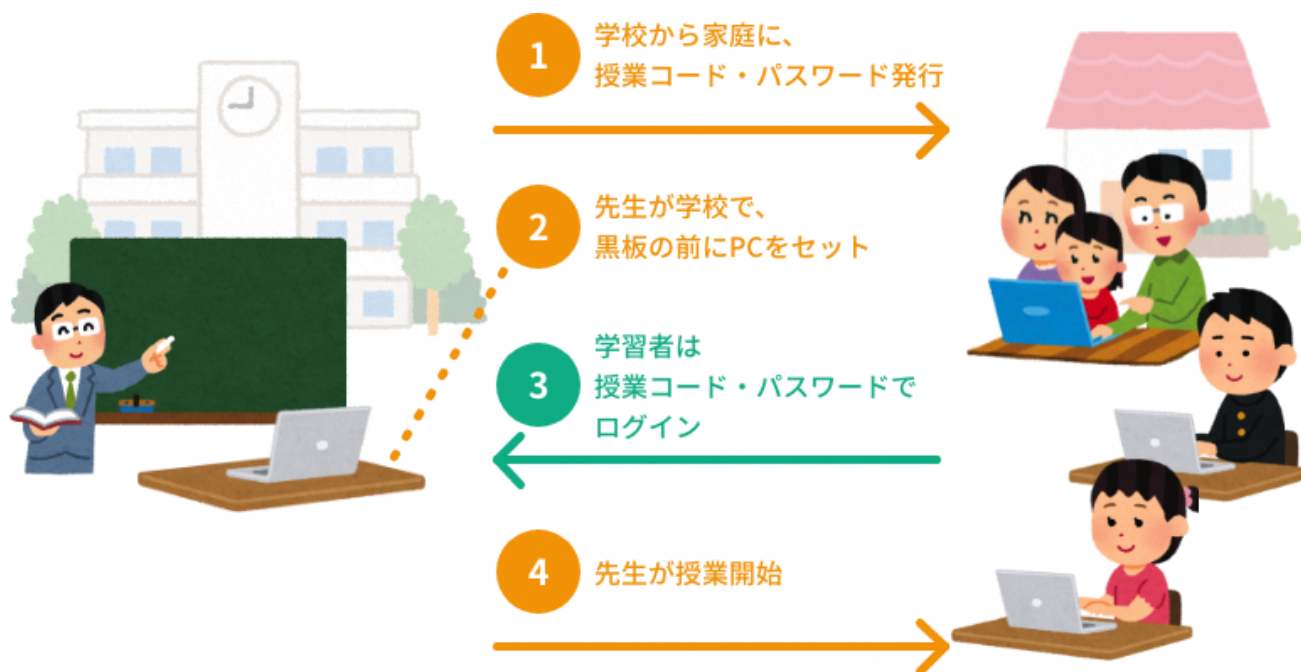 1
学校から家庭に、
授業コード・パスワード発行
2
先生が学校で、
黒板の前にPCをセット
3
学習者は
授業コード・パスワードで
ログイン
4
先生が授業開始